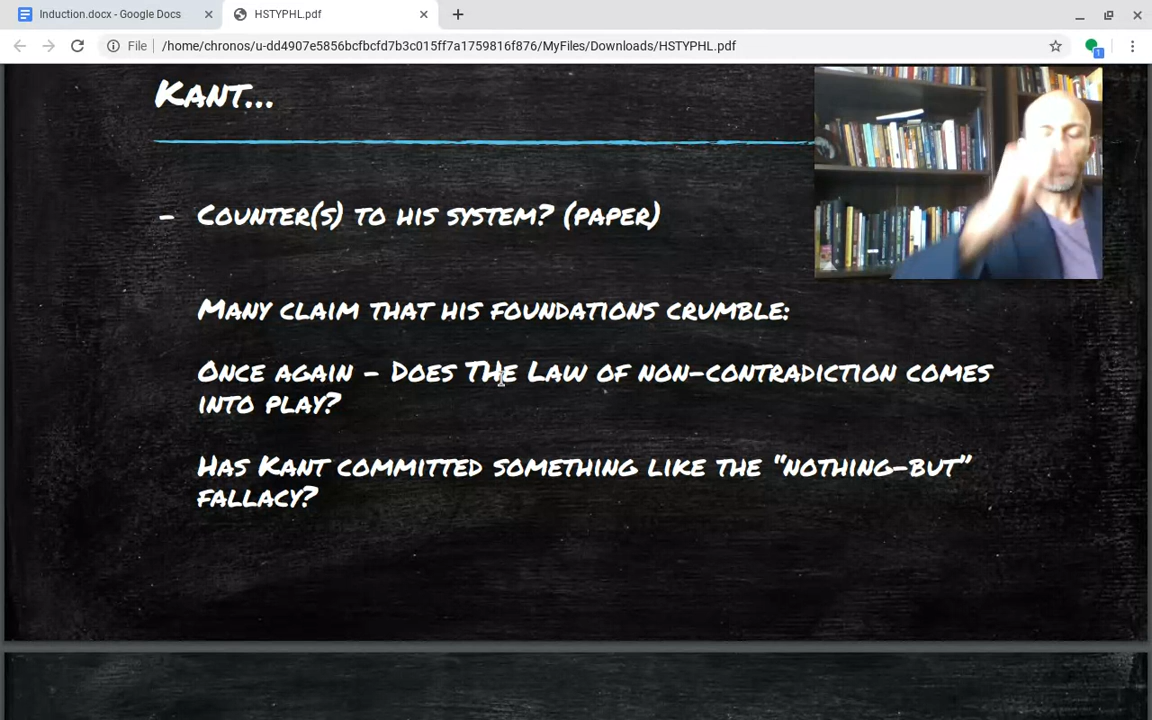 Induction.docx - Google Docs
HSTYPHL.pdf
File
/home/chronos/u-dd4907e5856bcfbcfd7b3c015ff7a1759816f876/MyFiles/Downloads/HSTYPHL.pdf
1
Kant...
- Counter(s) to his system? (paper)
Many claim that his foundations crumble:
Once again - Does The Law of non-contradiction comes
into play?
Has Kant committed something like the "nothing-but"
fallacy?